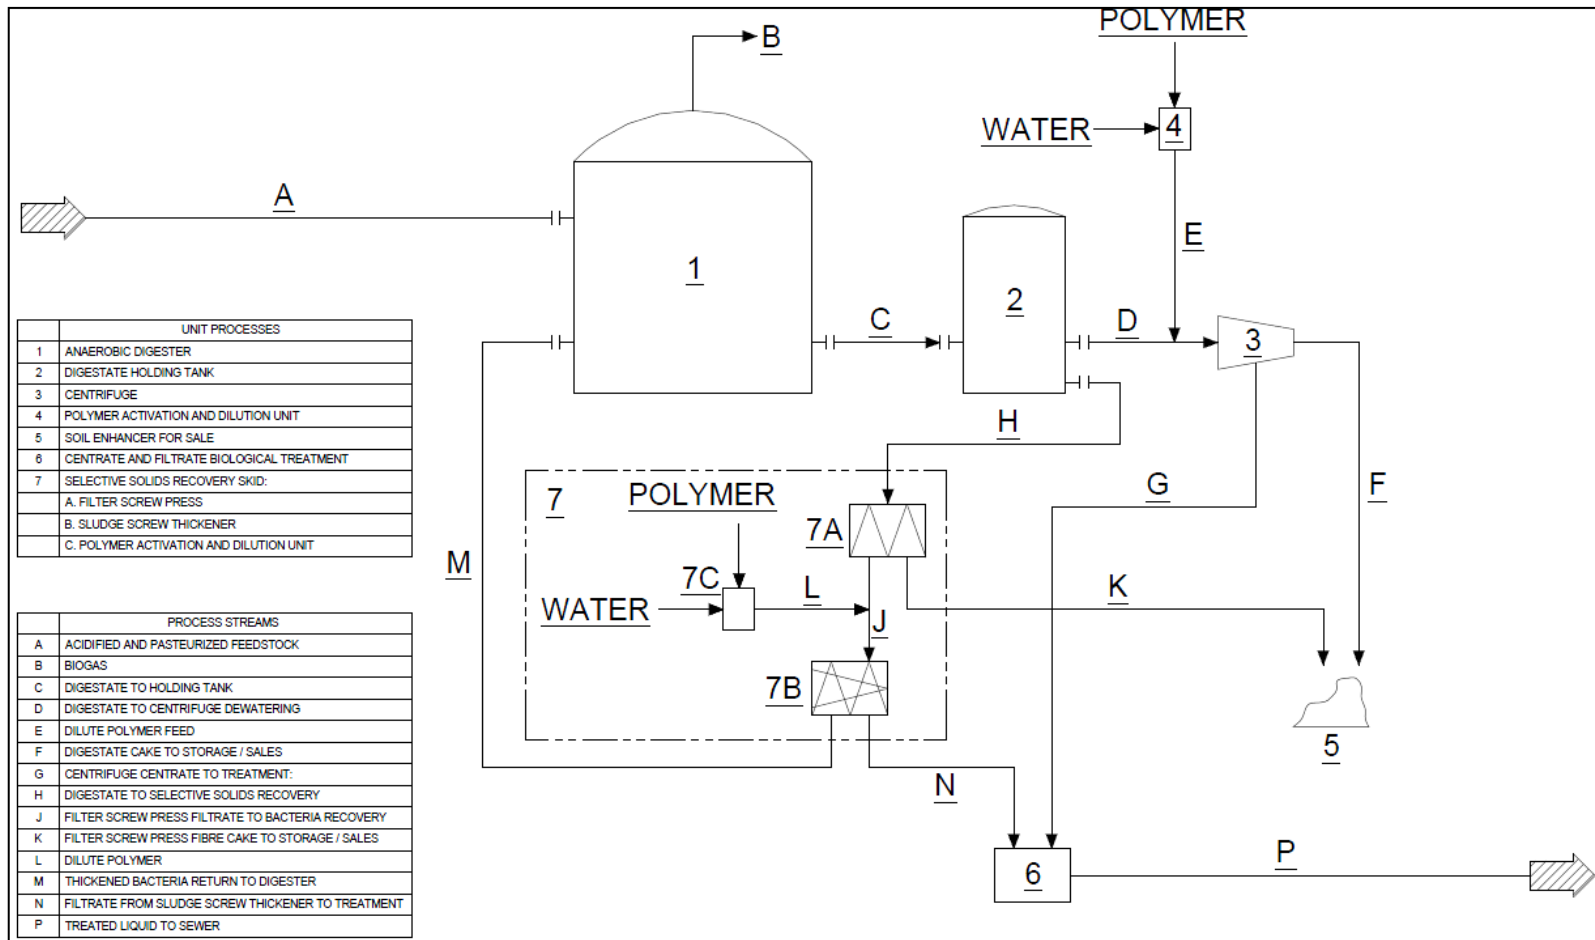 POLYMER
B
WATER
4
A
E
1
2
C
D
3
UNIT PROCESSES
1 ANAEROBIC DIGESTER
2 DIGESTATE HOLDING TANK
3 CENTRIFUGE
4 POLYMER ACTIVATION AND DILUTION UNIT
5 SOIL ENHANCER FOR SALE
6 CENTRATE AND FILTRATE BIOLOGICAL TREATMENT
7 SELECTIVE SOLIDS RECOVERY SKID:
A. FILTER SCREW PRESS
B. SLUDGE SCREW THICKENER
C. POLYMER ACTIVATION AND DILUTION UNIT
H
G
F
7
POLYMER
7A
M
7C
L
K
WATER
J
7B
5
N
6
P
PROCESS STREAMS
A ACIDIFIED AND PASTEURIZED FEEDSTOCK
B BIOGAS
C DIGESTATE TO HOLDING TANK
D DIGESTATE TO CENTRIFUGE DEWATERING
E DILUTE POLYMER FEED
F DIGESTATE CAKE TO STORAGE / SALES
G CENTRIFUGE CENTRATE TO TREATMENT:
H DIGESTATE TO SELECTIVE SOLIDS RECOVERY
J FILTER SCREW PRESS FILTRATE TO BACTERIA RECOVERY
K FILTER SCREW PRESS FIBRE CAKE TO STORAGE / SALES
L DILUTE POLYMER
M THICKENED BACTERIA RETURN TO DIGESTER
N FILTRATE FROM SLUDGE SCREW THICKENER TO TREATMENT
P TREATED LIQUID TO SEWER